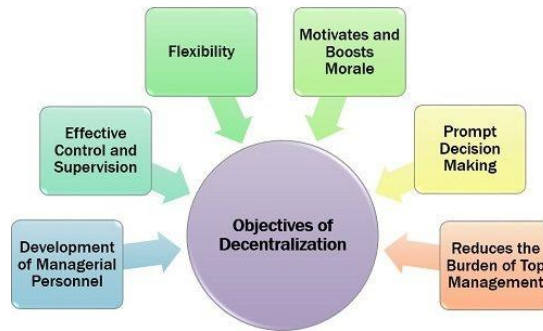 Flexibility
Motivates and
Boosts
Morale
Effective
Control and
Supervision
Prompt
Decision
Making
Objectives of
Decentralization
Development
of Managerial
Personnel
Reduces the
Burden of Top
Management